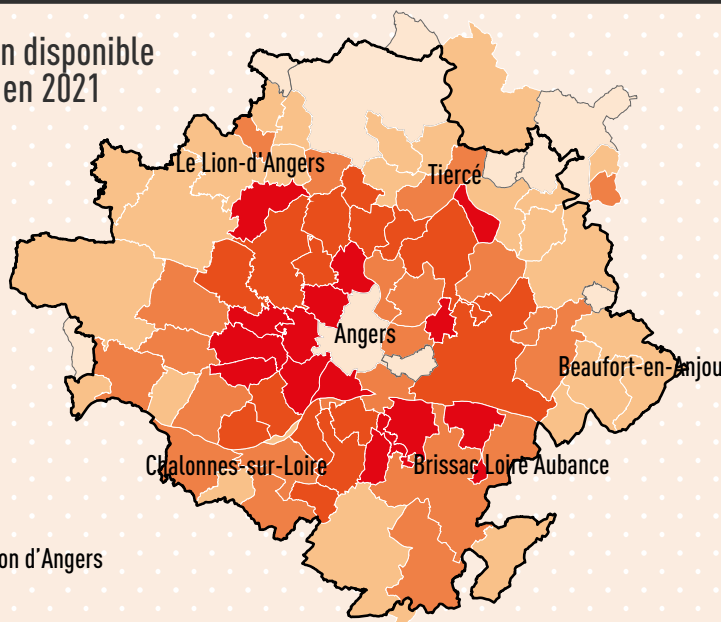 n disponible
en 2021
Le Lion-d'Angers
Tiercé
Angers
Beaufort-en-Anjou
Chalonnes-sur-Loire
Brissac Loire Aubance
on d'Angers